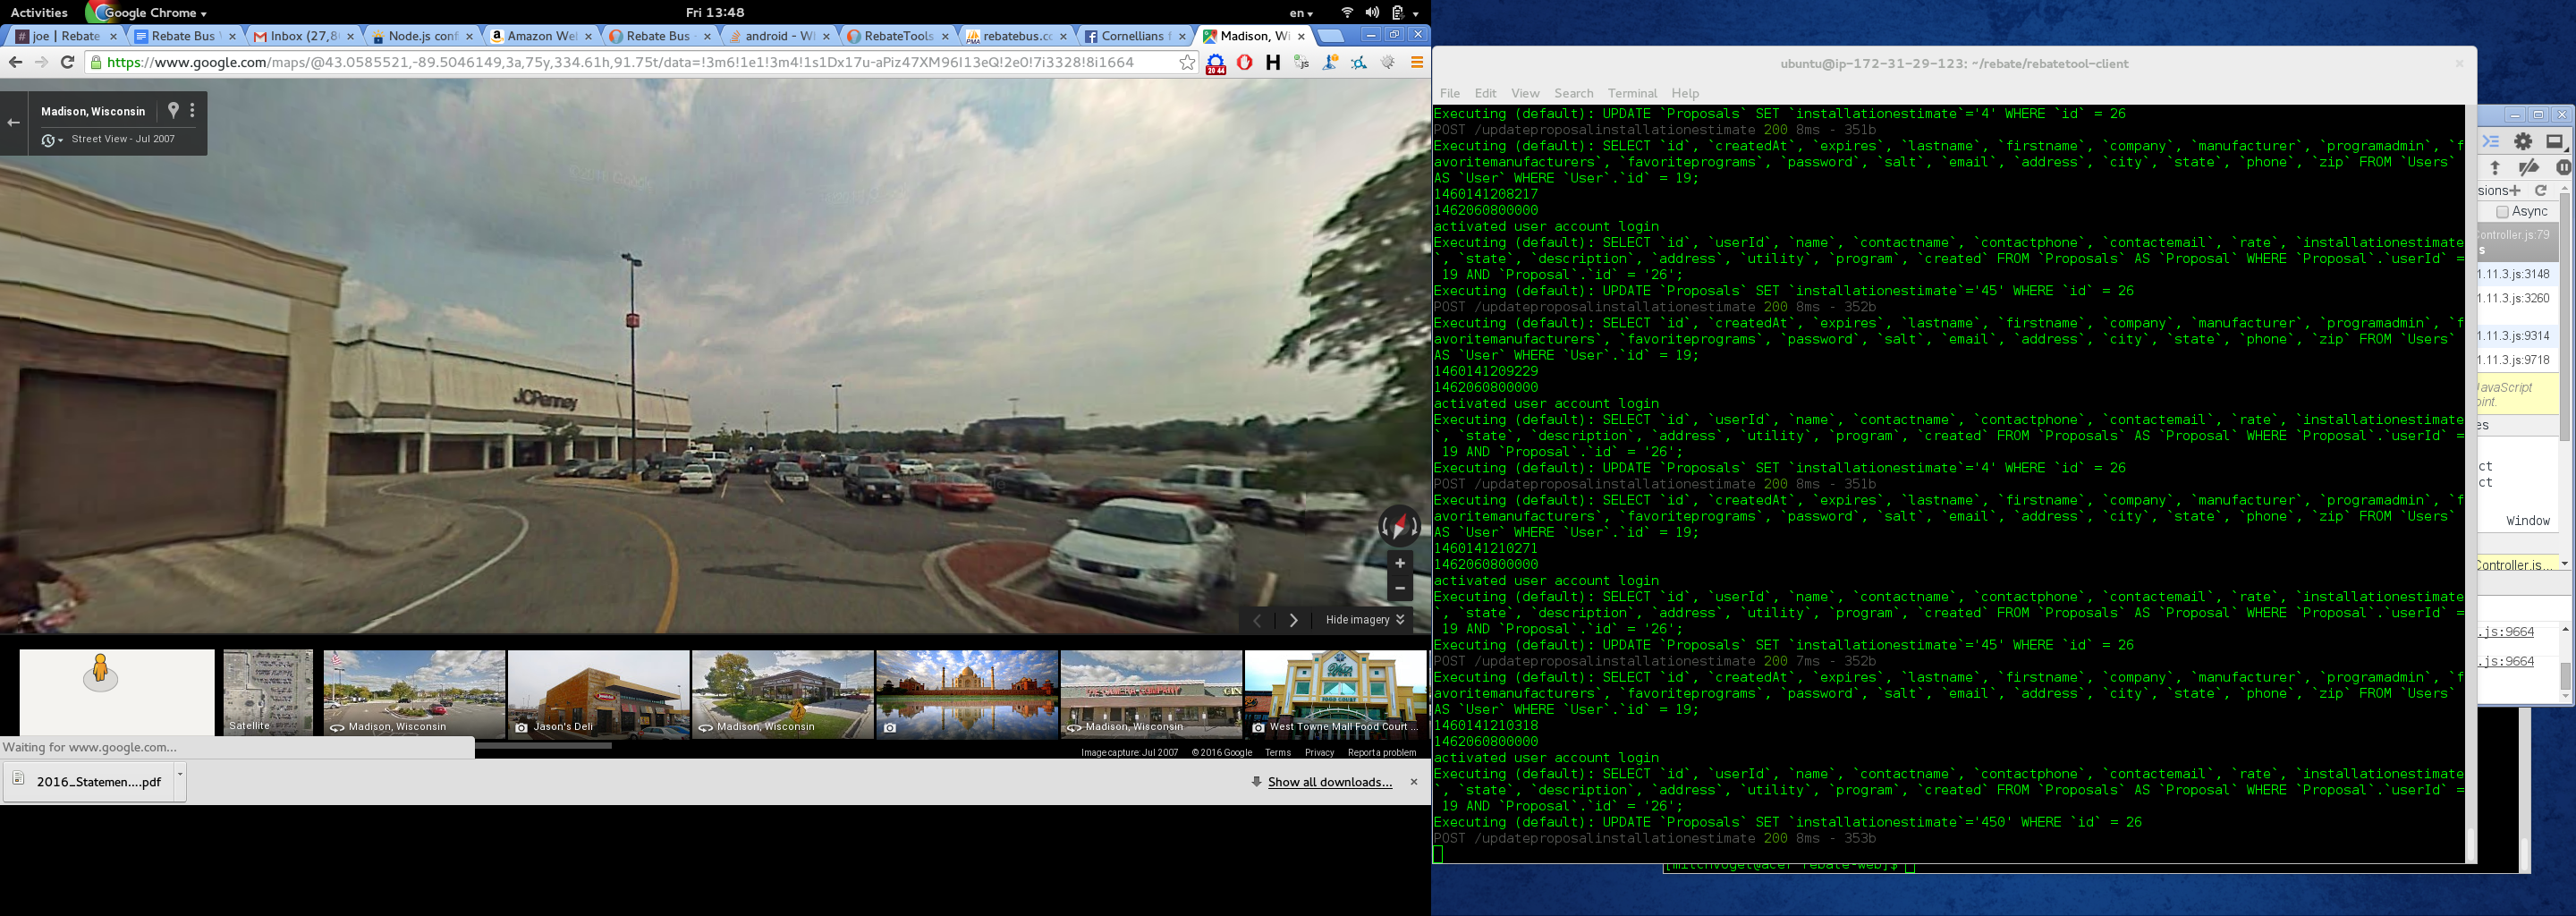 Activities
Google Chrome
Fri 13:48
en
joe | Rebate
Rebate Bus
Inbox (27,8
Node.js conf
Amazon Wel
Rebate Bus
android - W
RebateTools
rebatebus.cc
Cornellians f
Madison, Wi
https://www.google.com/maps/@43.0585521,-89.5046149,3a,75y,334.61h,91.75t/data=!3m6!1e1!3m4!1s1Dx17u-aPiz47XM96I13eQ!2e0!7i3328!8i1664
Madison, Wisconsin
Street View - Jul 2007
JCPenney
Hide imagery
Satellite
Madison, Wisconsin
Jason's Deli
Madison, Wisconsin
Madison, Wisconsin
West Towne Mall Food Court ...
Image capture: Jul 2007 © 2016 Google Terms Privacy Report a problem
Waiting for www.google.com...
2016_Statemen....pdf
Show all downloads...
ubuntu@ip-172-31-29-123: ~/rebate/rebatetool-client
File Edit View Search Terminal Help
Executing (default): UPDATE `Proposals` SET `installationestimate`='4' WHERE `id` = 26
POST /updateproposalinstallationestimate 200 8ms - 351b
Executing (default): SELECT `id`, `createdAt`, `expires`, `lastname`, `firstname`, `company`, `manufacturer`, `programadmin`, `f
avoritemanufacturers`, `favoriteprograms`, `password`, `salt`, `email`, `address`, `city`, `state`, `phone`, `zip` FROM `Users`
AS `User` WHERE `User`.`id` = 19;
1460141208217
1462060800000
activated user account login
Executing (default): SELECT `id`, `userId`, `name`, `contactname`, `contactphone`, `contactemail`, `rate`, `installationestimate
`, `state`, `description`, `address`, `utility`, `program`, `created` FROM `Proposals` AS `Proposal` WHERE `Proposal`.`userId` =
19 AND `Proposal`.`id` = '26';
Executing (default): UPDATE `Proposals` SET `installationestimate`='45' WHERE `id` = 26
POST /updateproposalinstallationestimate 200 8ms - 352b
Executing (default): SELECT `id`, `createdAt`, `expires`, `lastname`, `firstname`, `company`, `manufacturer`, `programadmin`, `f
avoritemanufacturers`, `favoriteprograms`, `password`, `salt`, `email`, `address`, `city`, `state`, `phone`, `zip` FROM `Users`
AS `User` WHERE `User`.`id` = 19;
1460141209229
1462060800000
activated user account login
Executing (default): SELECT `id`, `userId`, `name`, `contactname`, `contactphone`, `contactemail`, `rate`, `installationestimate
`, `state`, `description`, `address`, `utility`, `program`, `created` FROM `Proposals` AS `Proposal` WHERE `Proposal`.`userId` =
19 AND `Proposal`.`id` = '26';
Executing (default): UPDATE `Proposals` SET `installationestimate`='4' WHERE `id` = 26
POST /updateproposalinstallationestimate 200 8ms - 351b
Executing (default): SELECT `id`, `createdAt`, `expires`, `lastname`, `firstname`, `company`, `manufacturer`, `programadmin`, `f
avoritemanufacturers`, `favoriteprograms`, `password`, `salt`, `email`, `address`, `city`, `state`, `phone`, `zip` FROM `Users`
AS `User` WHERE `User`.`id` = 19;
1460141210271
1462060800000
activated user account login
Executing (default): SELECT `id`, `userId`, `name`, `contactname`, `contactphone`, `contactemail`, `rate`, `installationestimate
`, `state`, `description`, `address`, `utility`, `program`, `created` FROM `Proposals` AS `Proposal` WHERE `Proposal`.`userId` =
19 AND `Proposal`.`id` = '26';
Executing (default): UPDATE `Proposals` SET `installationestimate`='45' WHERE `id` = 26
POST /updateproposalinstallationestimate 200 7ms - 352b
Executing (default): SELECT `id`, `createdAt`, `expires`, `lastname`, `firstname`, `company`, `manufacturer`, `programadmin`, `f
avoritemanufacturers`, `favoriteprograms`, `password`, `salt`, `email`, `address`, `city`, `state`, `phone`, `zip` FROM `Users`
AS `User` WHERE `User`.`id` = 19;
1460141210318
1462060800000
activated user account login
Executing (default): SELECT `id`, `userId`, `name`, `contactname`, `contactphone`, `contactemail`, `rate`, `installationestimate
`, `state`, `description`, `address`, `utility`, `program`, `created` FROM `Proposals` AS `Proposal` WHERE `Proposal`.`userId` =
19 AND `Proposal`.`id` = '26';
Executing (default): UPDATE `Proposals` SET `installationestimate`='450' WHERE `id` = 26
POST /updateproposalinstallationestimate 200 8ms - 353b
[mitchvogel@acer rebate-web]$
sions
Async
Controller.js:79
s
1.11.3.js:3148
1.11.3.js:3260
1.11.3.js:9314
1.11.3.js:9718
JavaScript
oint.
es
ct
ct
Window
Controller.js...
.js:9664
.js:9664